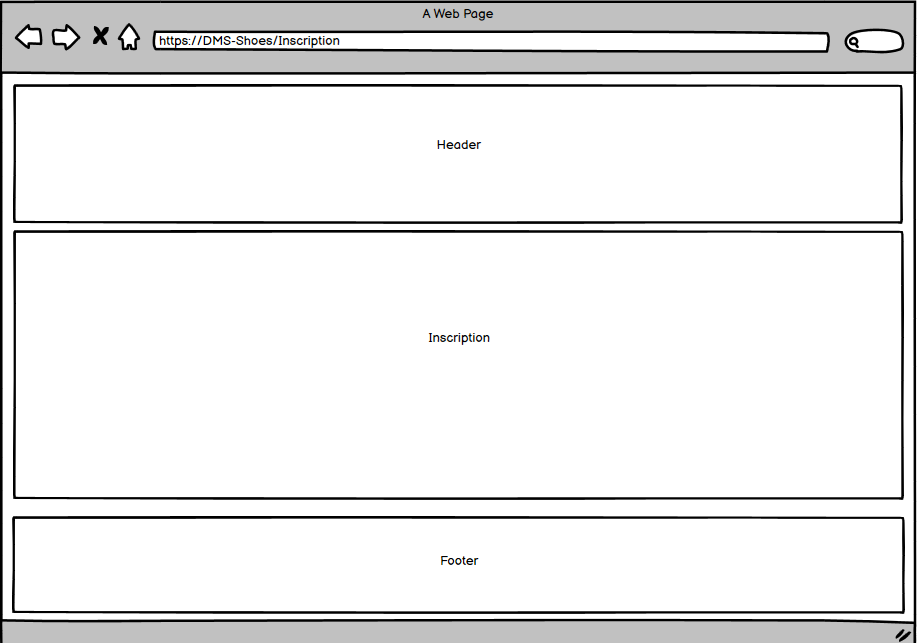 A Web Page
https://DMS-Shoes/Inscription
Header
Inscription
Footer